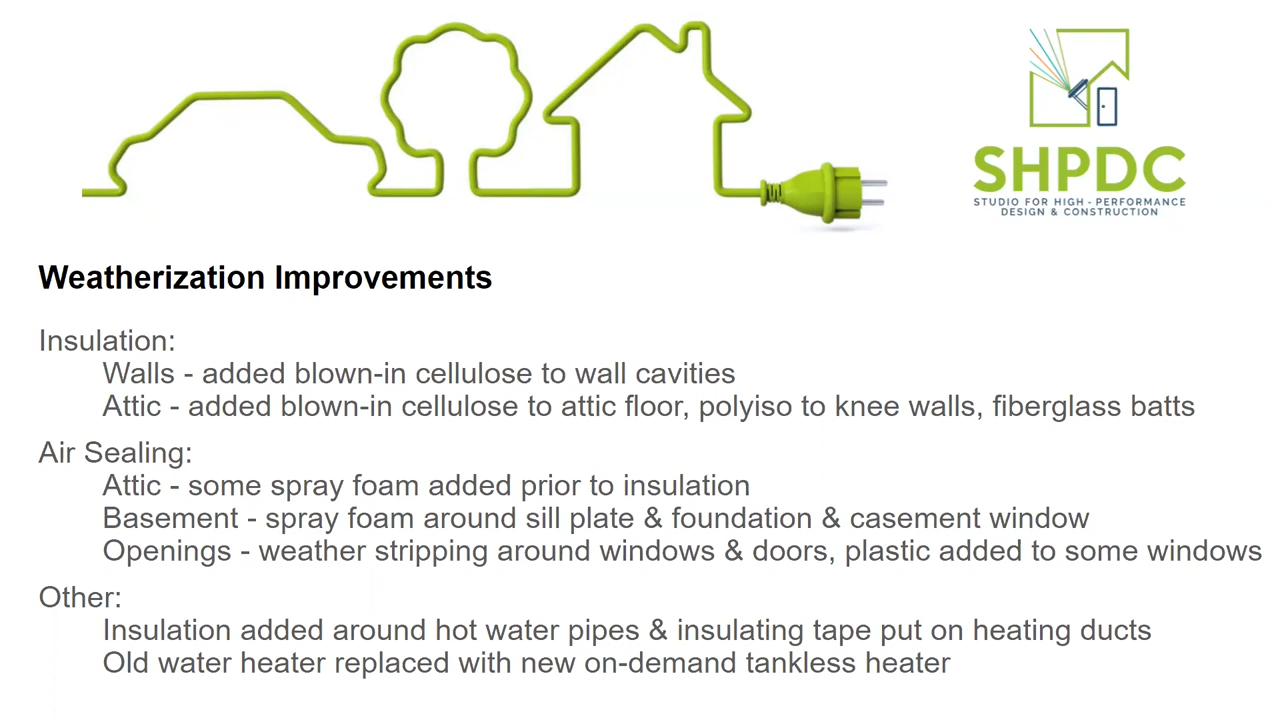 SHPDC
STUDIO FOR HIGH - PERFORMANCE
DESIGN & CONSTRUCTION
Weatherization Improvements
Insulation:
Walls - added blown-in cellulose to wall cavities
Attic - added blown-in cellulose to attic floor, polyiso to knee walls, fiberglass batts
Air Sealing:
Attic - some spray foam added prior to insulation
Basement - spray foam around sill plate & foundation & casement window
Openings - weather stripping around windows & doors, plastic added to some windows
Other:
Insulation added around hot water pipes & insulating tape put on heating ducts
Old water heater replaced with new on-demand tankless heater